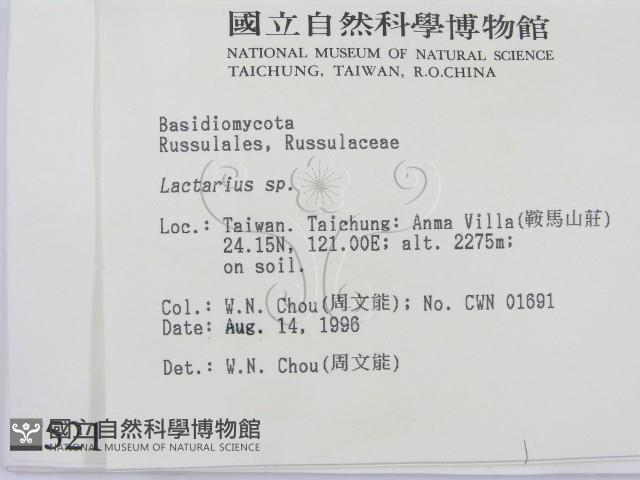 國立自然科學博物館
NATIONAL MUSEUM OF NATURAL SCIENCE
TAICHUNG, TAIWAN, R.O.CHINA
Basidiomycota
Russulales, Russulaceae
Lactarius sp.
Loc.: Taiwan. Taichung: Anma Villa(鞍馬山莊)
24.15N, 121.00E; alt. 2275m;
on soil.
Col.: W.N. Chou(周文能); No. CWN 01691
Date: Aug. 14, 1996
Det.: W.N. Chou(周文能)
521
國立自然科學博物館
NATIONAL MUSEUM OF NATURAL SCIENCE